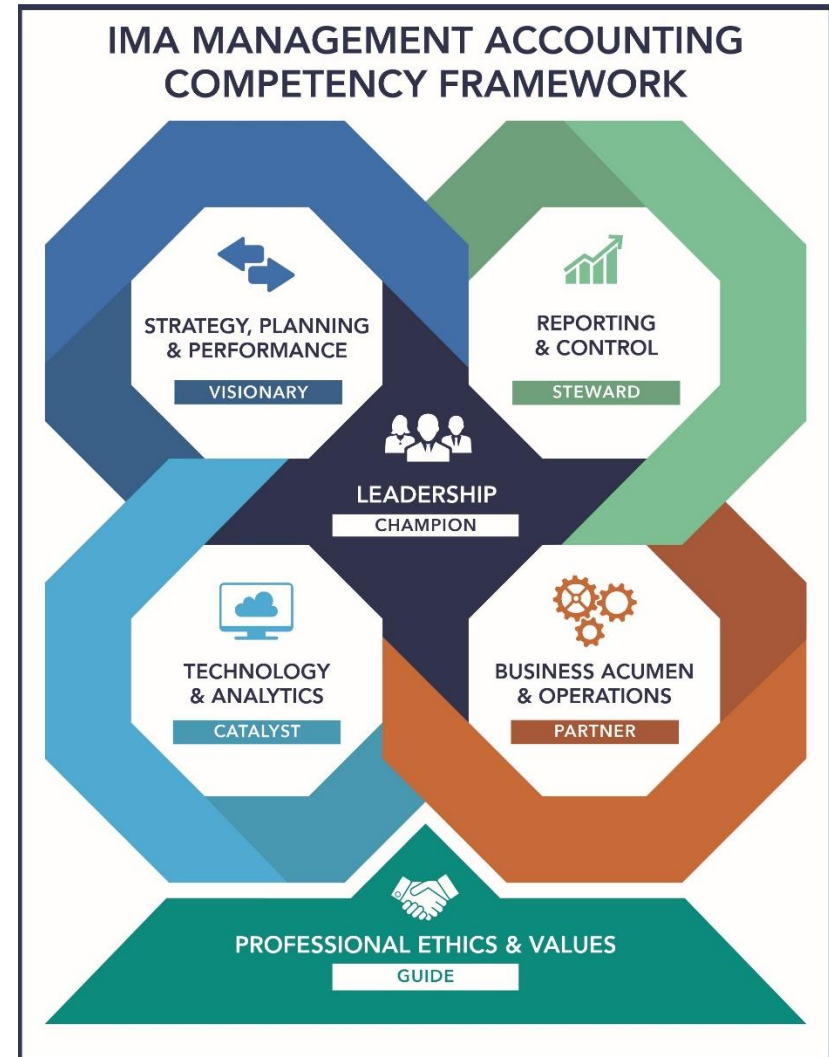 IMA MANAGEMENT ACCOUNTING
COMPETENCY FRAMEWORK
STRATEGY, PLANNING
& PERFORMANCE
VISIONARY
REPORTING
& CONTROL
STEWARD
LEADERSHIP
CHAMPION
TECHNOLOGY
& ANALYTICS
CATALYST
BUSINESS ACUMEN
& OPERATIONS
PARTNER
PROFESSIONAL ETHICS & VALUES
GUIDE